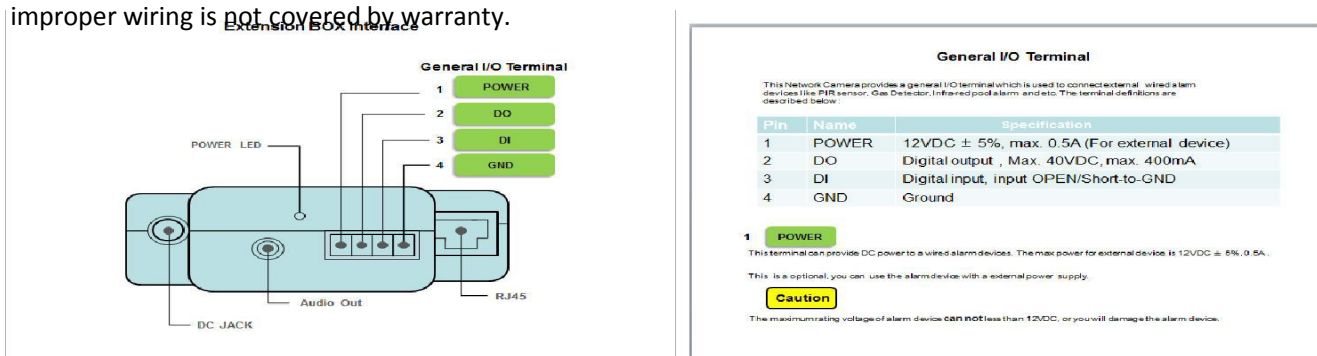 improper wiring is not covered by warranty.
Extension BOX Interface
General I/O Terminal
1 POWER
2 DO
3 DI
4 GND
POWER LED
Audio Out
RJ45
DC JACK
General I/O Terminal
This Network Camera provides a general I/O terminal which is used to connect external wired alarm
devices like PIR sensor, Gas Detector, Infra-red pool alarm and etc. The terminal definitions are
described below :
Pin Name Specification
1 POWER 12VDC ± 5%, max. 0.5A (For external device)
2 DO Digital output , Max. 40VDC, max. 400mA
3 DI Digital input, input OPEN/Short-to-GND
4 GND Ground
1 POWER
This terminal can provide DC power to a wired alarm devices. The max power for external device is 12VDC ± 5%, 0.5A .
This is a optional, you can use the alarm device with a external power supply.
Caution
The maximum rating voltage of alarm device can not less than 12VDC, or you will damage the alarm device.